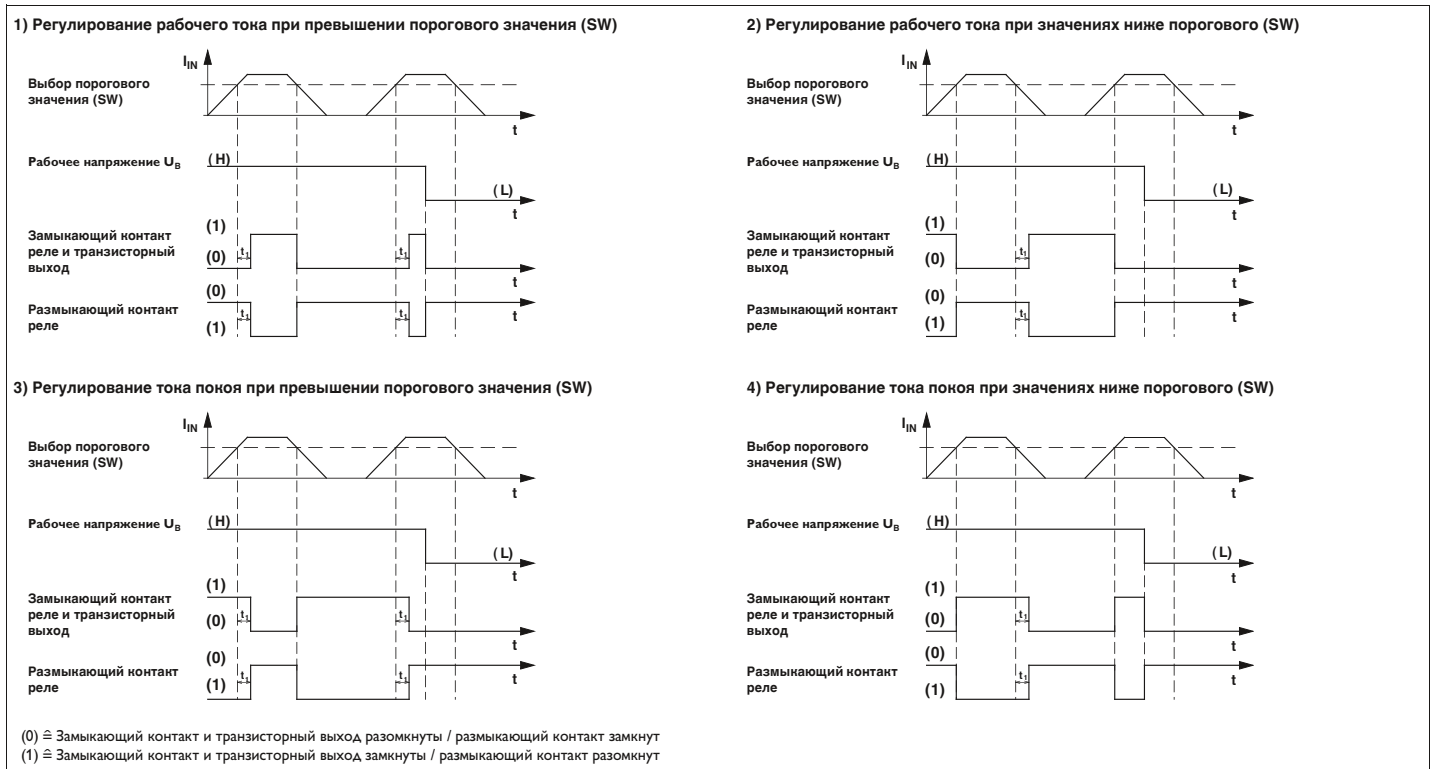 1) Регулирование рабочего тока при превышении порогового значения (SW)
I_IN
Выбор порогового
значения (SW)
t
Рабочее напряжение U_B
(H)
(L)
t
Замыкающий контакт
реле и транзисторный
выход
(1)
(0)
t₁
t₁
t
Размыкающий контакт
реле
(0)
(1)
t₁
t₁
t
2) Регулирование рабочего тока при значениях ниже порогового (SW)
I_IN
Выбор порогового
значения (SW)
t
Рабочее напряжение U_B
(H)
(L)
t
Замыкающий контакт
реле и транзисторный
выход
(1)
(0)
t₁
t
Размыкающий контакт
реле
(0)
(1)
t₁
t
3) Регулирование тока покоя при превышении порогового значения (SW)
I_IN
Выбор порогового
значения (SW)
t
Рабочее напряжение U_B
(H)
(L)
t
Замыкающий контакт
реле и транзисторный
выход
(1)
(0)
t₁
t₁
t
Размыкающий контакт
реле
(0)
(1)
t₁
t₁
t
4) Регулирование тока покоя при значениях ниже порогового (SW)
I_IN
Выбор порогового
значения (SW)
t
Рабочее напряжение U_B
(H)
(L)
t
Замыкающий контакт
реле и транзисторный
выход
(1)
(0)
t₁
t
Размыкающий контакт
реле
(0)
(1)
t₁
t
(0) ≙ Замыкающий контакт и транзисторный выход разомкнуты / размыкающий контакт замкнут
(1) ≙ Замыкающий контакт и транзисторный выход замкнуты / размыкающий контакт разомкнут